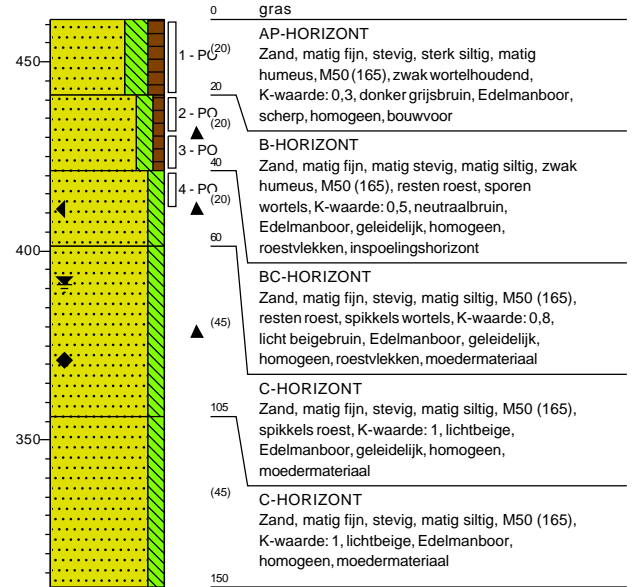 0 gras
450
1 - PO (20)
AP-HORIZONT
Zand, matig fijn, stevig, sterk siltig, matig
humeus, M50 (165), zwak wortelhoudend,
K-waarde: 0,3, donker grijsbruin, Edelmanboor,
scherp, homogeen, bouwvoor
20
2 - PO (20)
3 - PO
B-HORIZONT
Zand, matig fijn, matig stevig, matig siltig, zwak
humeus, M50 (165), resten roest, sporen
wortels, K-waarde: 0,5, neutraalbruin,
Edelmanboor, geleidelijk, homogeen,
roestvlekken, inspoelingshorizont
40
4 - PO (20)
400
60
BC-HORIZONT
Zand, matig fijn, stevig, matig siltig, M50 (165),
resten roest, spikkels wortels, K-waarde: 0,8,
licht beigebruin, Edelmanboor, geleidelijk,
homogeen, roestvlekken, moedermateriaal
(45)
105
350
C-HORIZONT
Zand, matig fijn, stevig, matig siltig, M50 (165),
spikkels roest, K-waarde: 1, lichtbeige,
Edelmanboor, geleidelijk, homogeen,
moedermateriaal
(45)
C-HORIZONT
Zand, matig fijn, stevig, matig siltig, M50 (165),
K-waarde: 1, lichtbeige, Edelmanboor,
homogeen, moedermateriaal
150